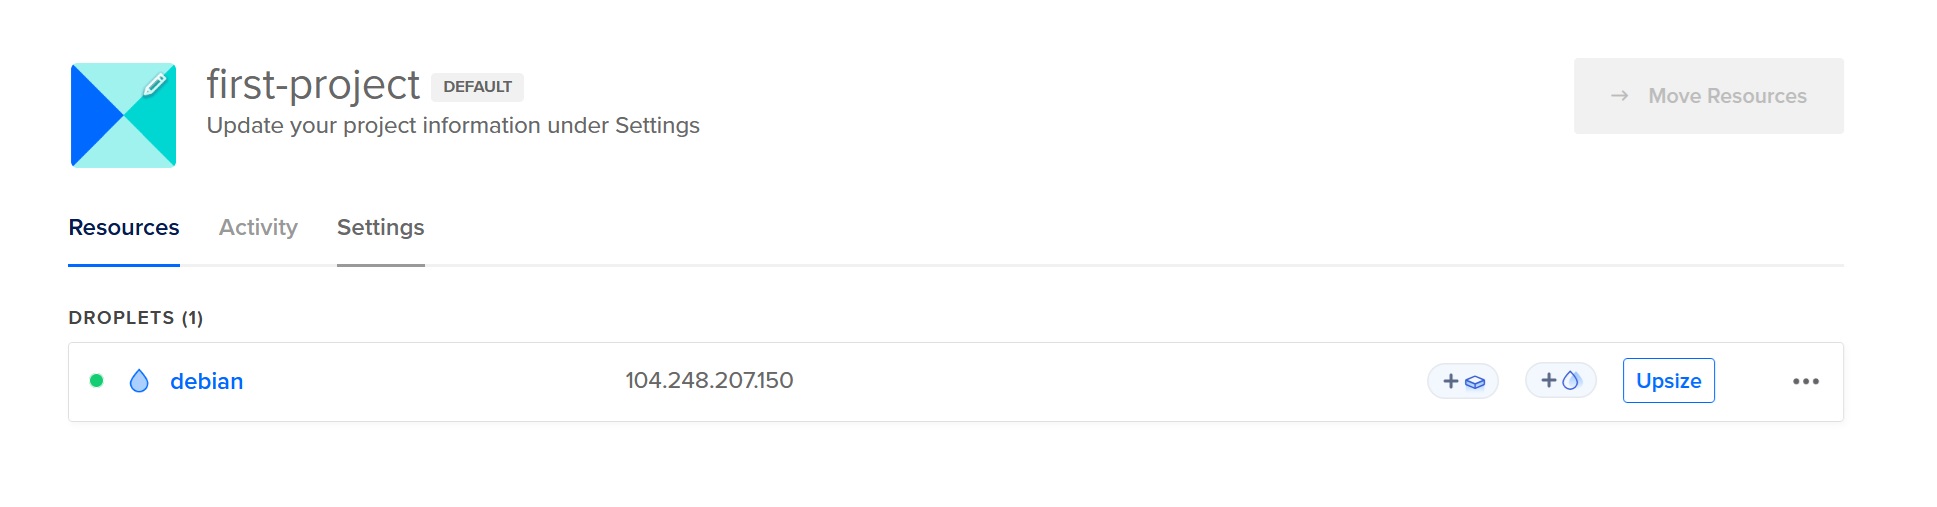 first-project DEFAULT
Update your project information under Settings
→ Move Resources
Resources Activity Settings
DROPLETS (1)
debian 104.248.207.150 + + Upsize •••